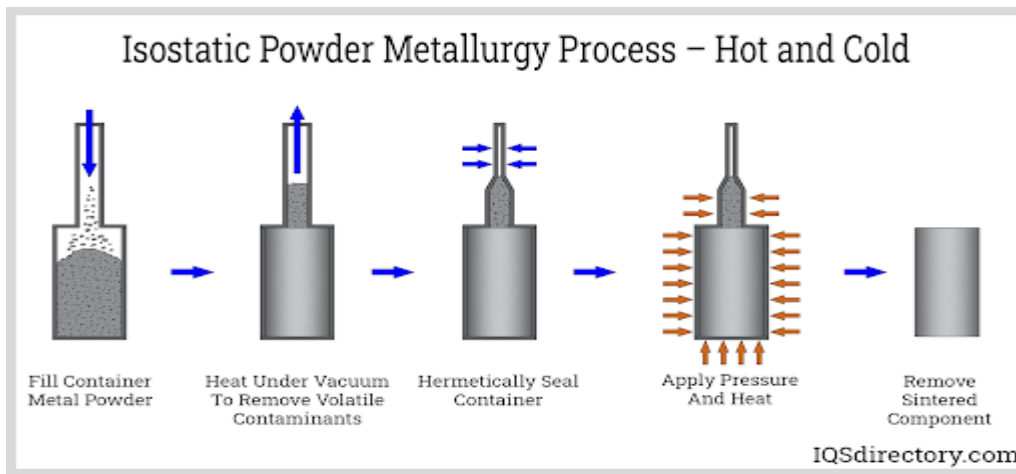 Isostatic Powder Metallurgy Process – Hot and Cold
Fill Container
Metal Powder
Heat Under Vacuum
To Remove Volatile
Contaminants
Hermetically Seal
Container
Apply Pressure
And Heat
Remove
Sintered
Component
IQSdirectory.com